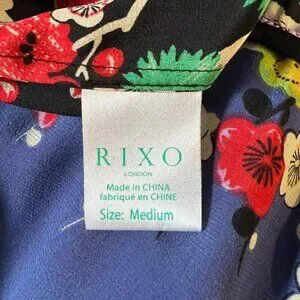 RIXO
LONDON
Made in CHINA
fabriqué en CHINE
Size: Medium